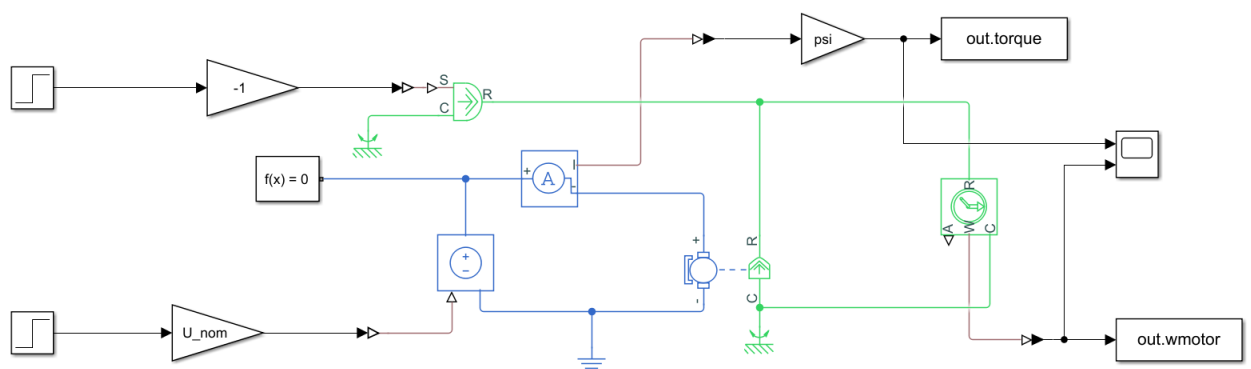 psi
out.torque
-1
S
C
R
f(x) = 0
+
A
I
-
R
A
W
C
+
-
R
+
-
C
U_nom
out.wmotor